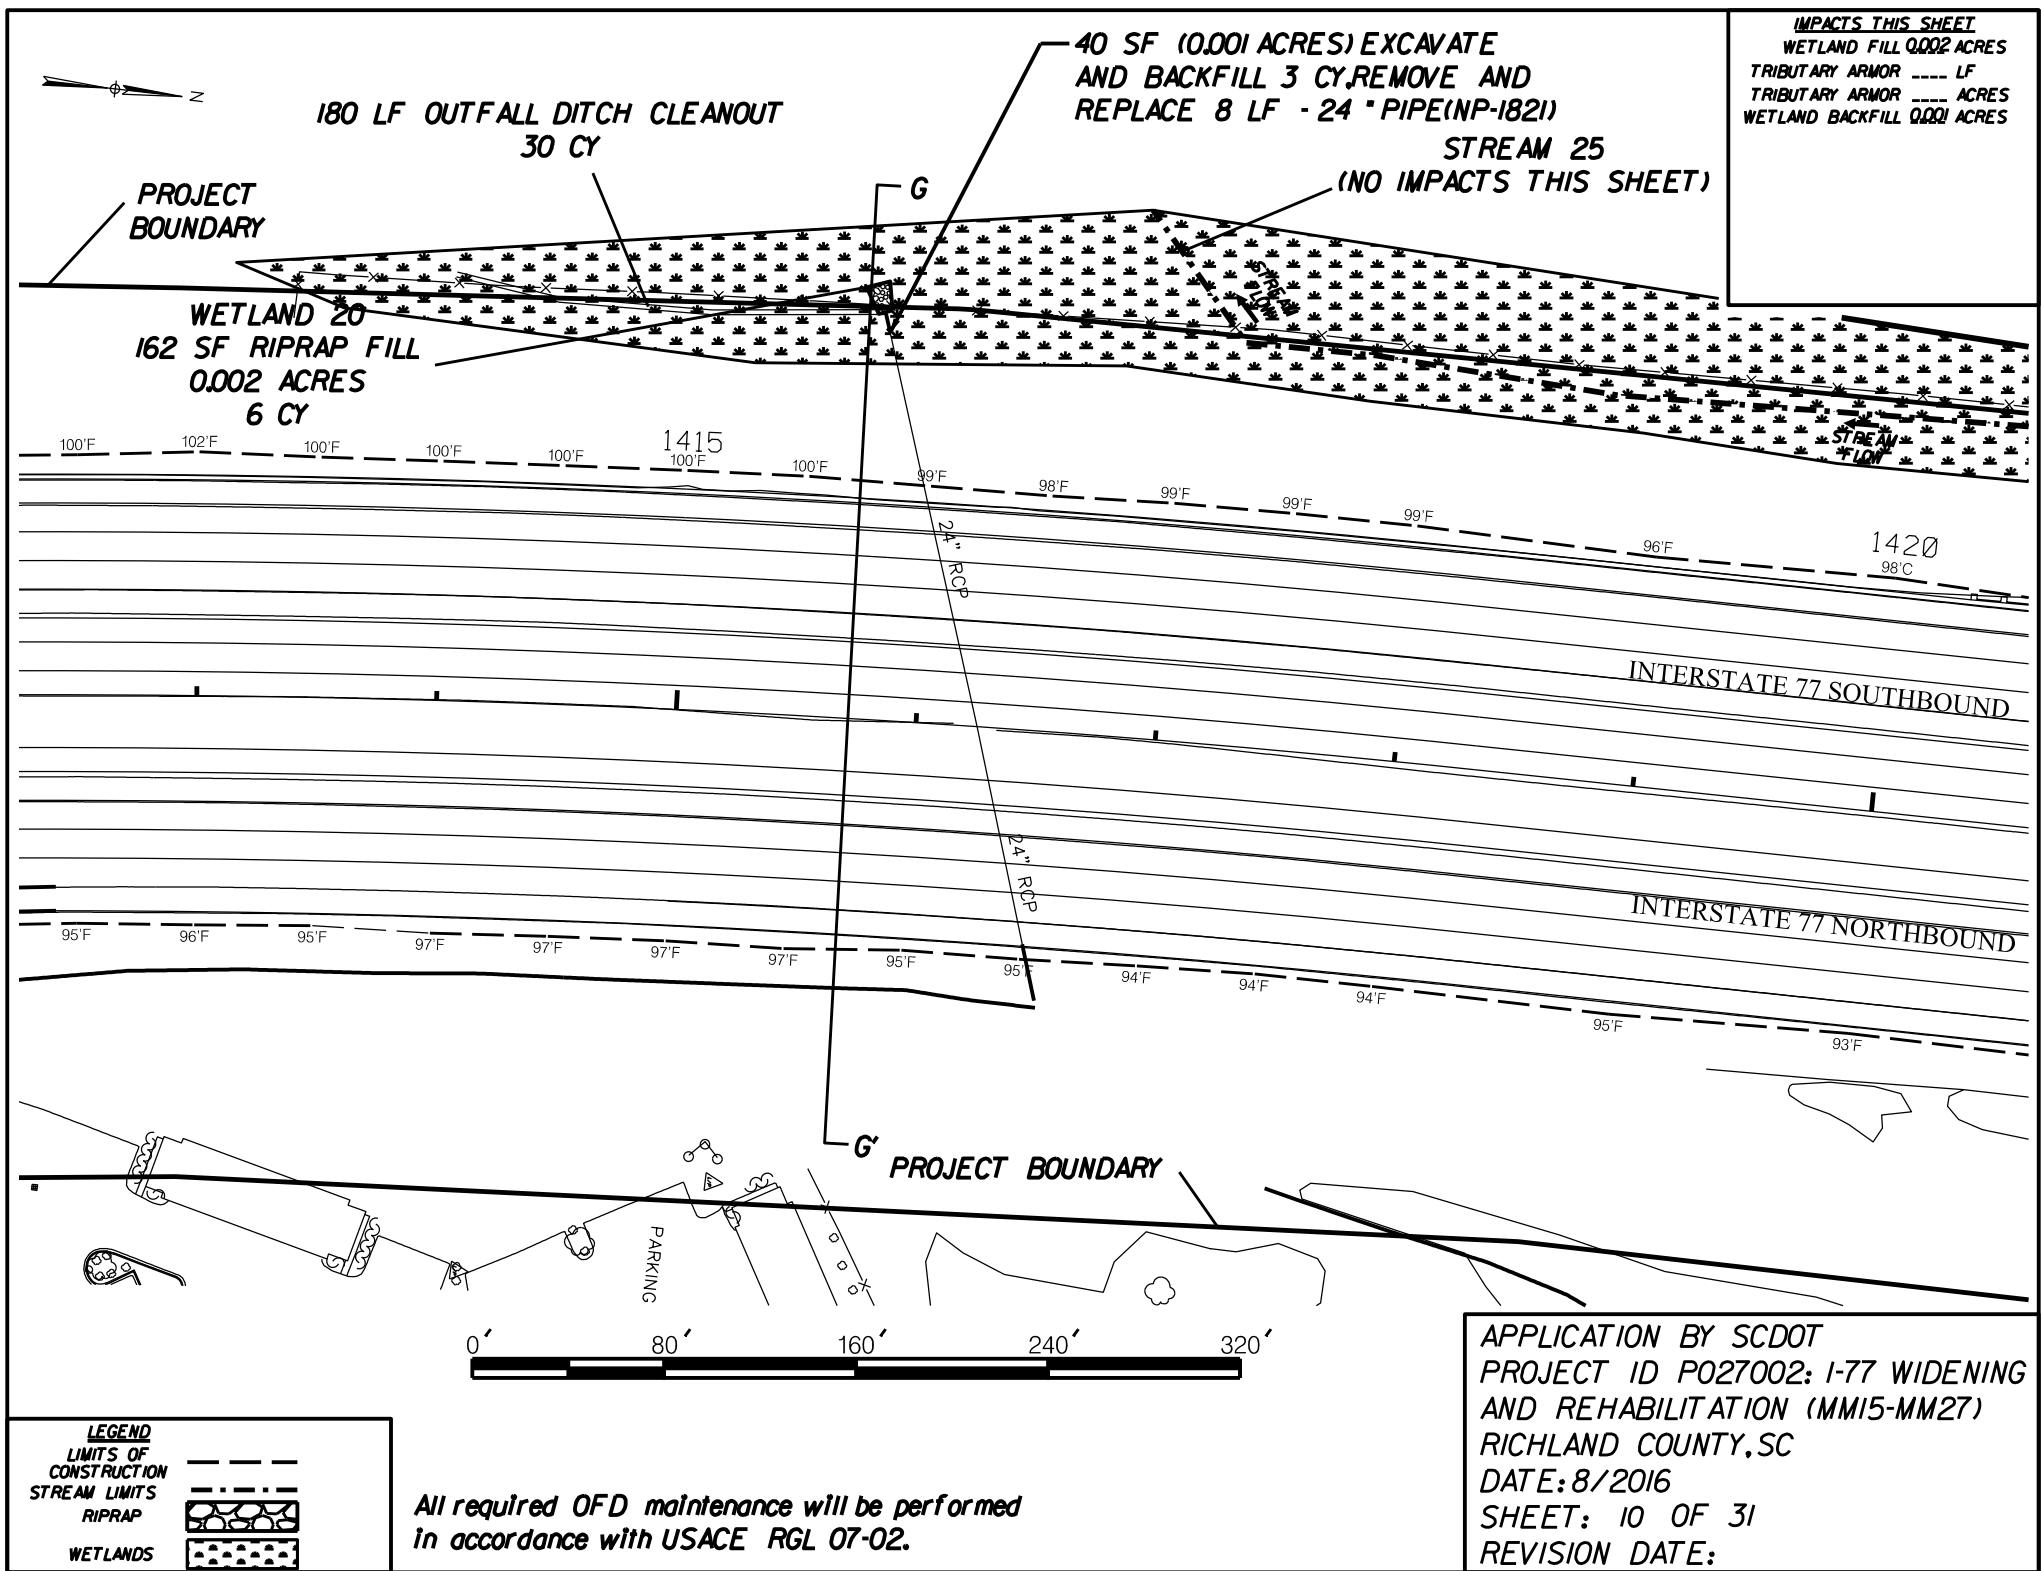 IMPACTS THIS SHEET
WETLAND FILL 0.002 ACRES
TRIBUTARY ARMOR ____ LF
TRIBUTARY ARMOR ____ ACRES
WETLAND BACKFILL 0.001 ACRES
40 SF (0.001 ACRES) EXCAVATE
AND BACKFILL 3 CY,REMOVE AND
REPLACE 8 LF - 24 " PIPE(NP-1821)
N
180 LF OUTFALL DITCH CLEANOUT
30 CY
STREAM 25
(NO IMPACTS THIS SHEET)
G
PROJECT
BOUNDARY
STREAM
FLOW
WETLAND 20
162 SF RIPRAP FILL
0.002 ACRES
6 CY
STREAM
FLOW
1415
1420
100'F 102'F 100'F 100'F 100'F 100'F 100'F 99'F 98'F 99'F 99'F 99'F 96'F 98'C
24" RCP
INTERSTATE 77 SOUTHBOUND
24" RCP
INTERSTATE 77 NORTHBOUND
95'F 96'F 95'F 97'F 97'F 97'F 97'F 95'F 95'F 94'F 94'F 94'F 95'F 93'F
G'
PROJECT BOUNDARY
PARKING
0' 80' 160' 240' 320'
LEGEND
LIMITS OF
CONSTRUCTION
STREAM LIMITS
RIPRAP
WETLANDS
All required OFD maintenance will be performed
in accordance with USACE RGL 07-02.
APPLICATION BY SCDOT
PROJECT ID P027002: I-77 WIDENING
AND REHABILITATION (MM15-MM27)
RICHLAND COUNTY,SC
DATE:8/2016
SHEET: 10 OF 31
REVISION DATE: